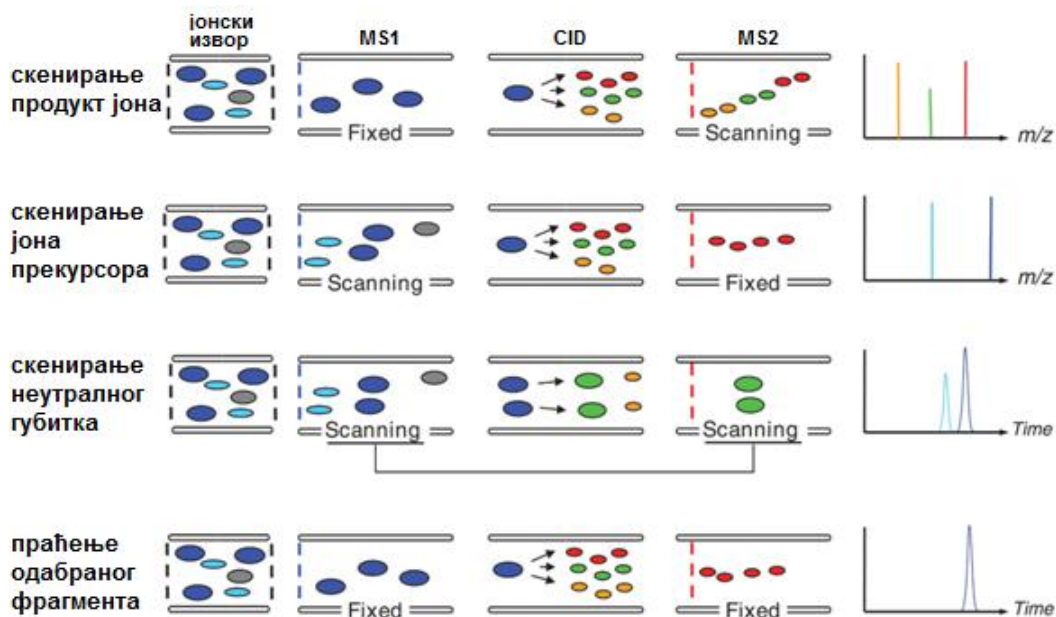 јонски
извор
MS1
CID
MS2
скенирање
продукт јона
Fixed
Scanning
m/z
скенирање
јона
прекурсора
Scanning
Fixed
m/z
скенирање
неутралног
губитка
Scanning
Scanning
Time
праћење
одабраног
фрагмента
Fixed
Fixed
Time